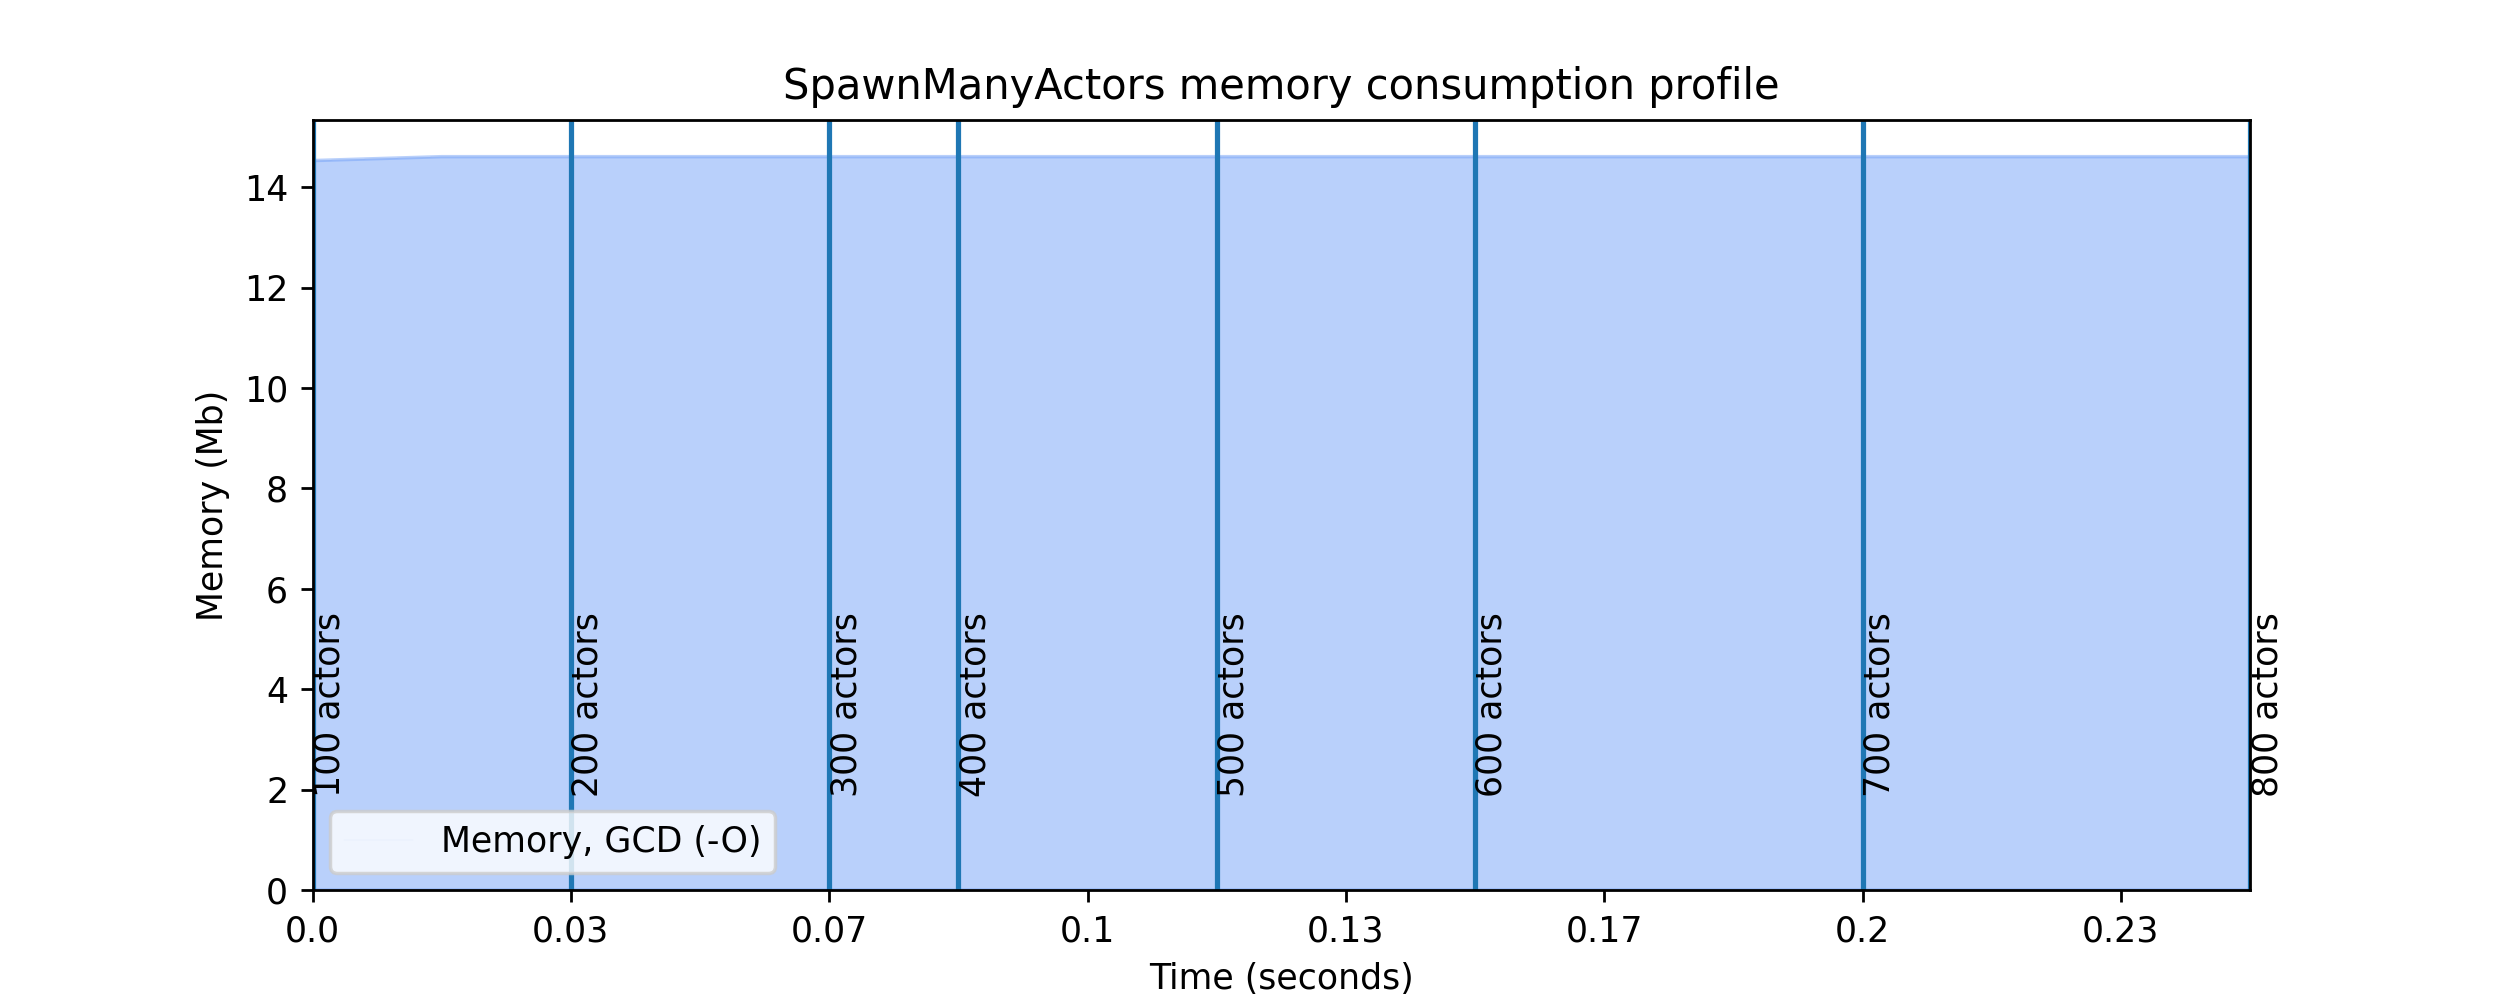 SpawnManyActors memory consumption profile
Memory (Mb)
14
12
10
8
6
4
2
0
100 actors
200 actors
300 actors
400 actors
500 actors
600 actors
700 actors
800 actors
Memory, GCD (-O)
0.0 0.03 0.07 0.1 0.13 0.17 0.2 0.23
Time (seconds)